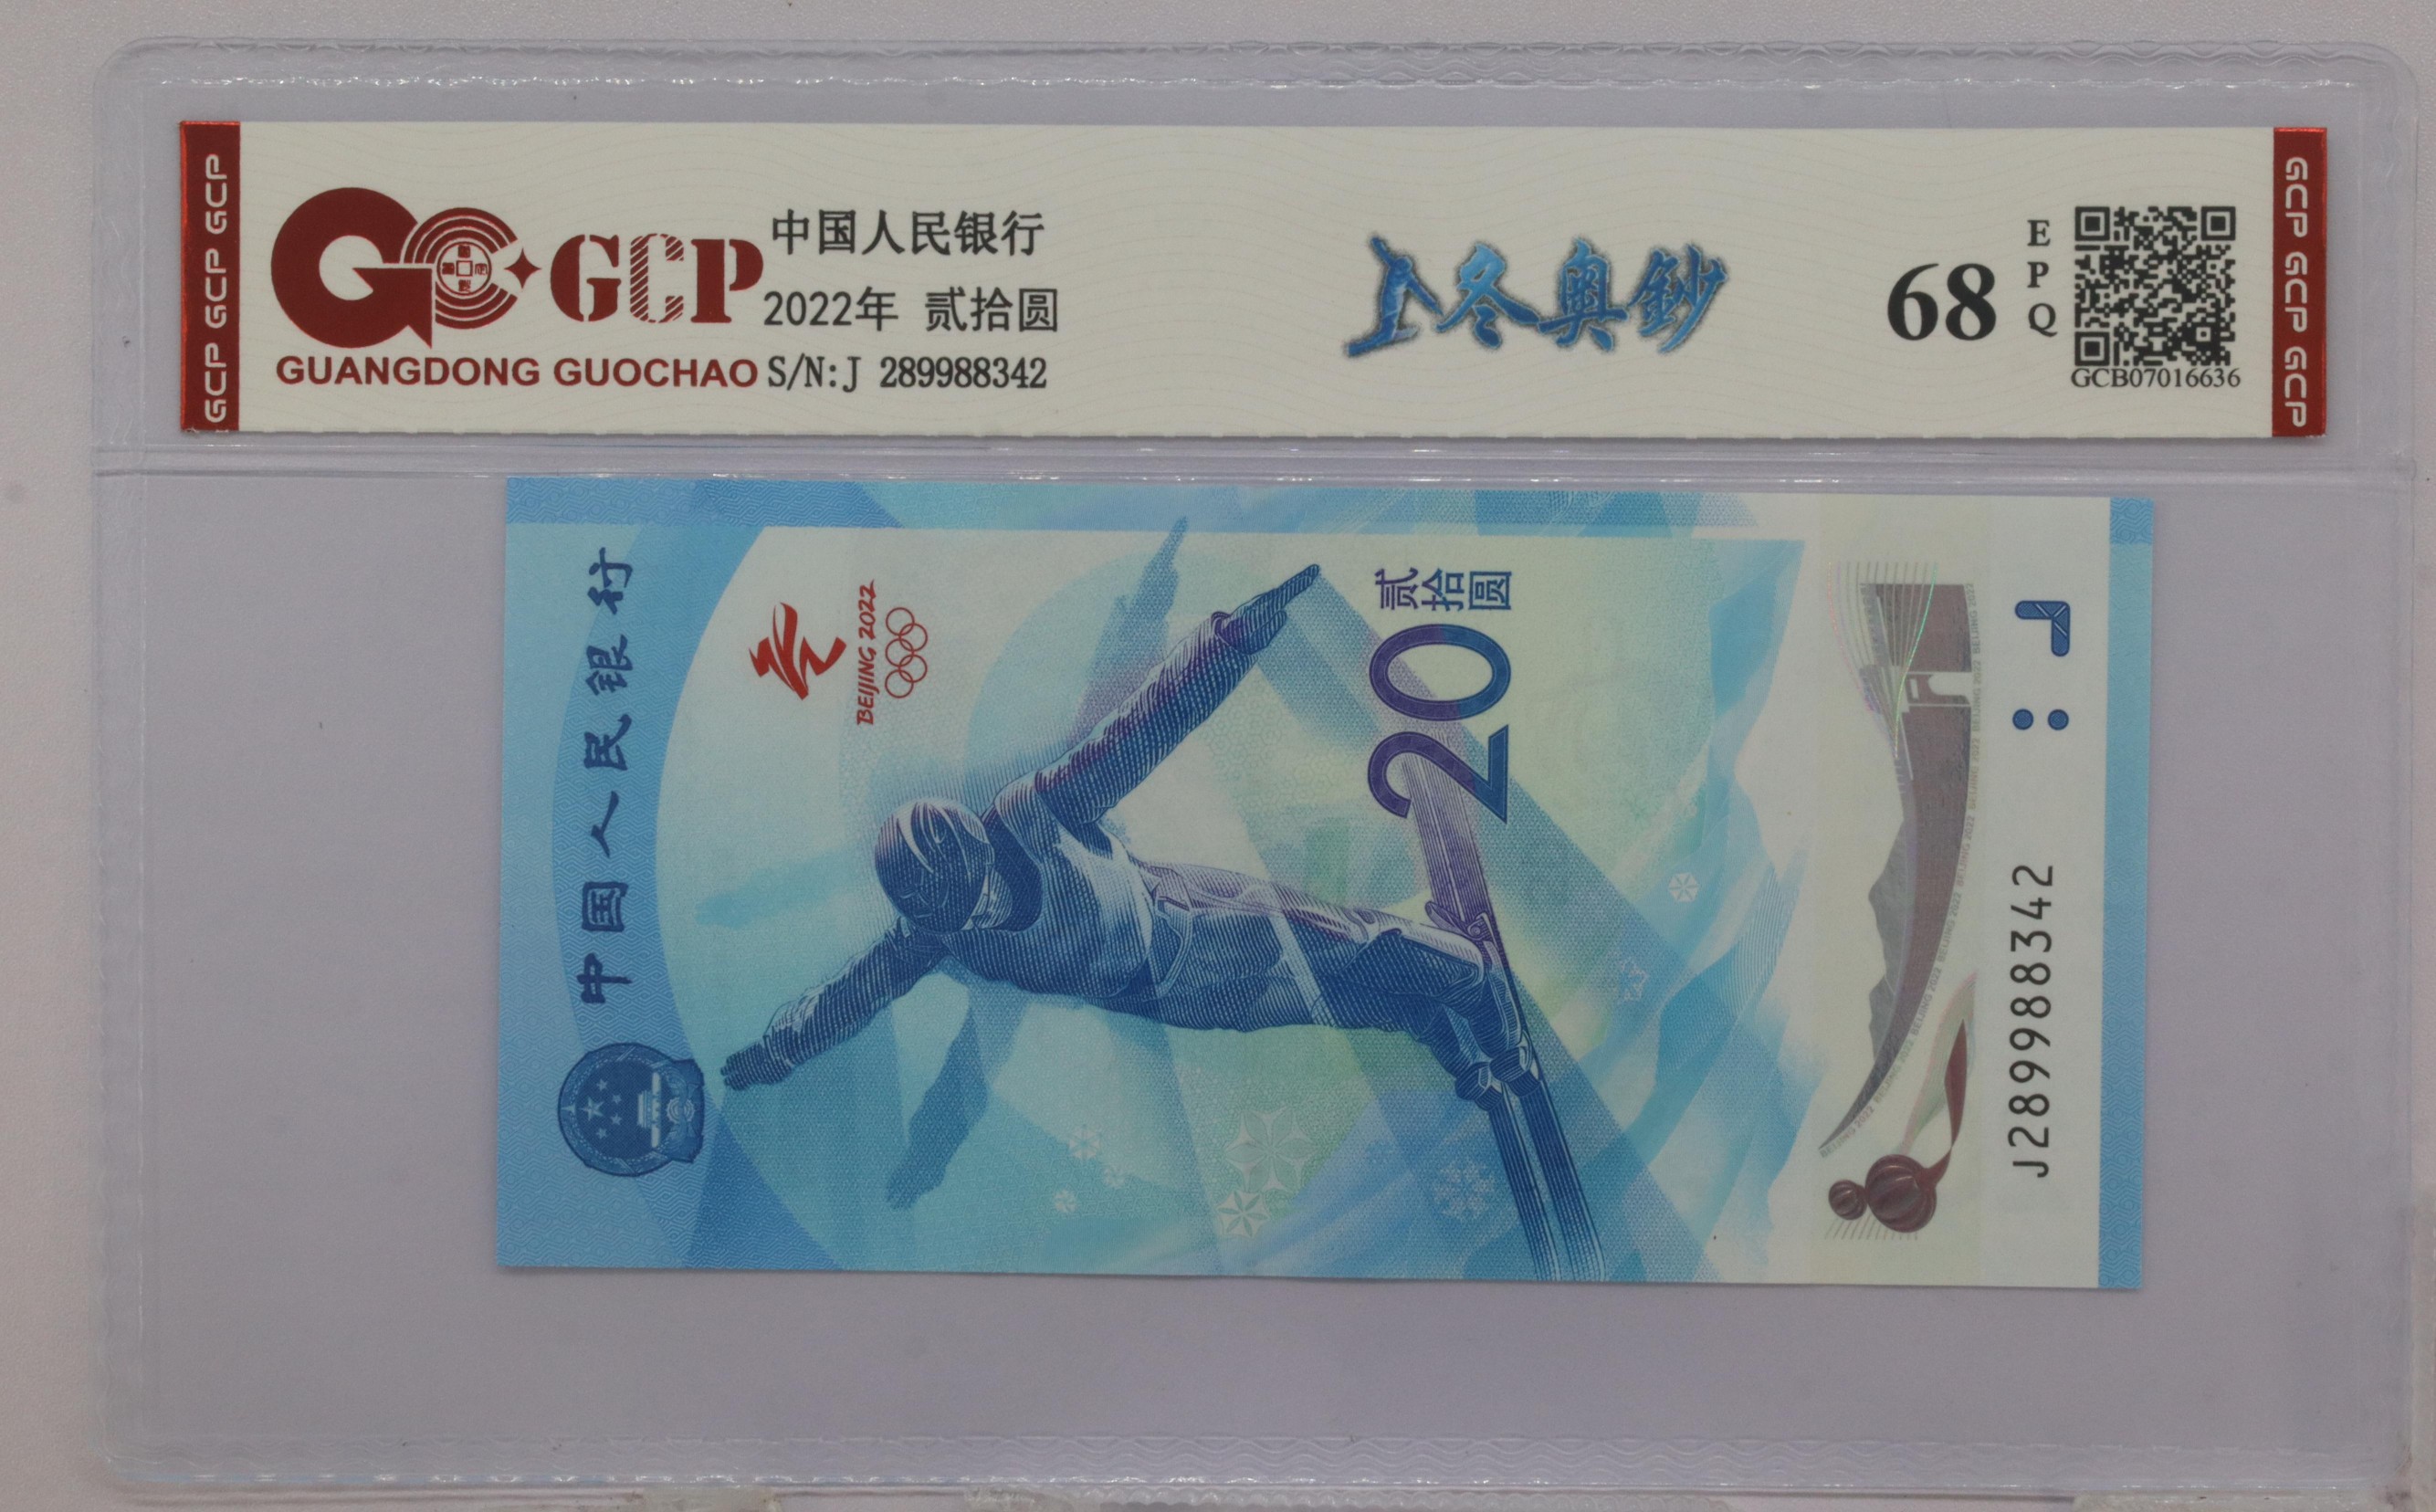 GCP GCP GCP
GCP
GUANGDONG GUOCHAO
中国人民银行
2022年 贰拾圆
S/N:J 289988342
冬奥鈔
68
EPQ
GCB07016636
GCP GCP GCP
中国人民银行
BEIJING 2022
贰拾圆
20
J289988342